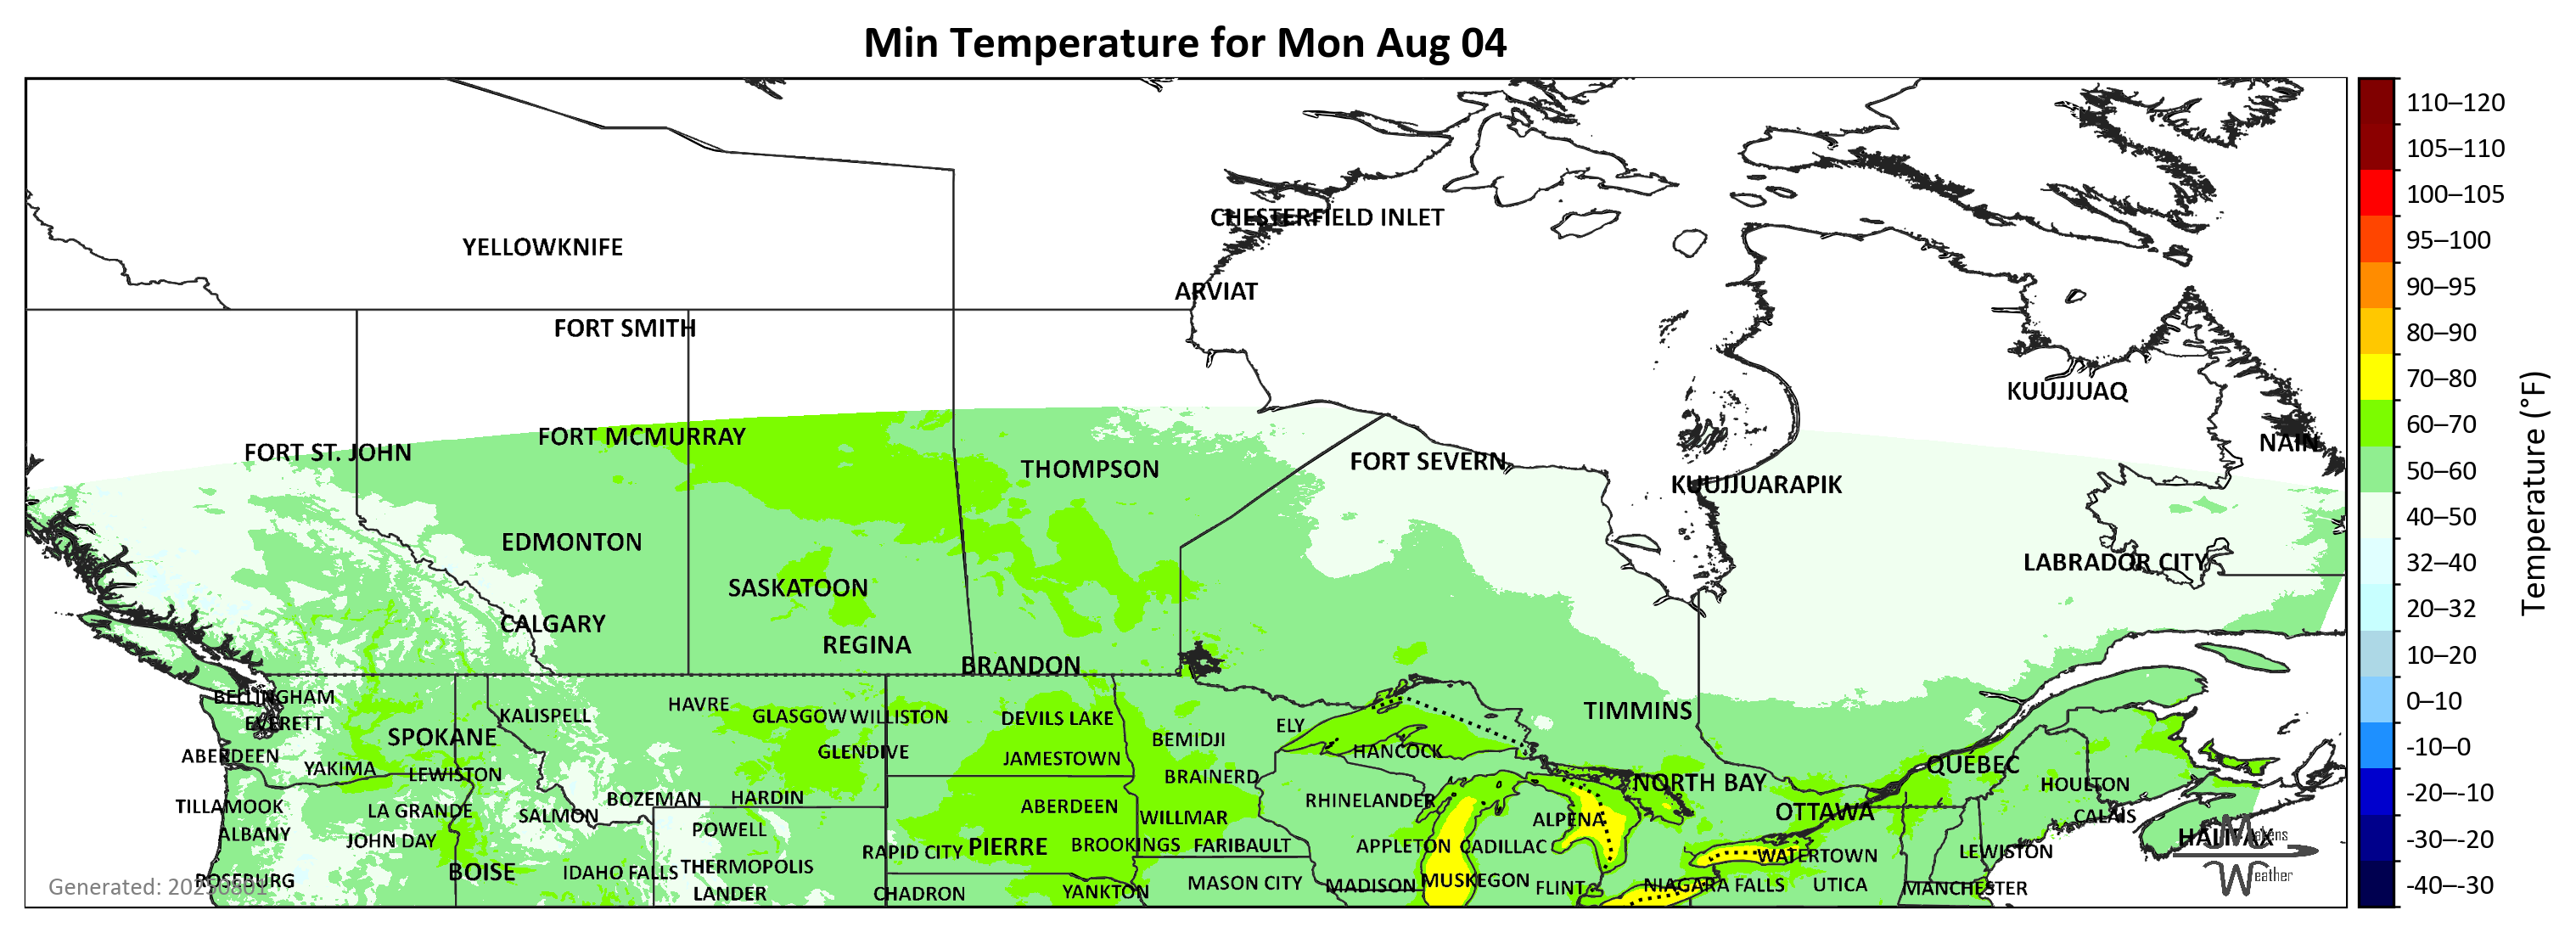 Min Temperature for Mon Aug 04
110–120
105–110
100–105
95–100
90–95
80–90
70–80
60–70
50–60
40–50
32–40
20–32
10–20
0–10
-10–0
-20–-10
-30–-20
-40–-30
Temperature (°F)
CHESTERFIELD INLET
YELLOWKNIFE
ARVIAT
FORT SMITH
KUUJJUAQ
FORT MCMURRAY
NAIN
FORT ST. JOHN
FORT SEVERN
THOMPSON
KUUJJUARAPIK
EDMONTON
LABRADOR CITY
SASKATOON
CALGARY
REGINA
BRANDON
BELLINGHAM
HAVRE
TIMMINS
KALISPELL
GLASGOW
WILLISTON
DEVILS LAKE
EVERETT
ELY
SPOKANE
BEMIDJI
HANCOCK
GLENDIVE
ABERDEEN
JAMESTOWN
QUÉBEC
YAKIMA
LEWISTON
BRAINERD
NORTH BAY
HOULTON
BOZEMAN
HARDIN
RHINELANDER
TILLAMOOK
ABERDEEN
LA GRANDE
OTTAWA
SALMON
WILLMAR
CALAIS
ALPENA
POWELL
ALBANY
HALIFAX
JOHN DAY
BROOKINGS
FARIBAULT
APPLETON
CADILLAC
PIERRE
RAPID CITY
LEWISTON
WATERTOWN
THERMOPOLIS
BOISE
IDAHO FALLS
ROSEBURG
MUSKEGON
MASON CITY
MADISON
NIAGARA FALLS
UTICA
FLINT
MANCHESTER
YANKTON
LANDER
CHADRON
Generated: 20250801
Makens
Weather